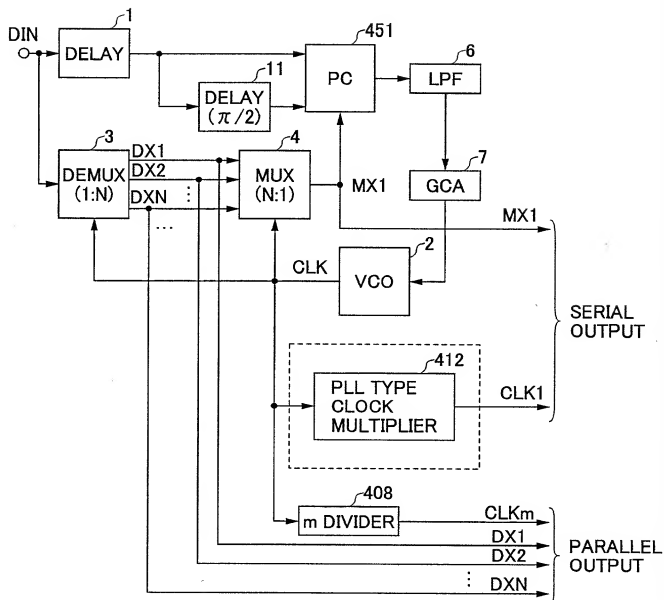 1
451
6
DIN
DELAY
PC
LPF
11
DELAY
(π/2)
3
4
7
DX1
DX2
DXN
⋮
...
DEMUX
(1:N)
MUX
(N:1)
MX1
GCA
MX1
2
CLK
VCO
SERIAL
OUTPUT
412
PLL TYPE
CLOCK
MULTIPLIER
CLK1
408
m DIVIDER
CLKm
DX1
DX2
⋮
DXN
PARALLEL
OUTPUT